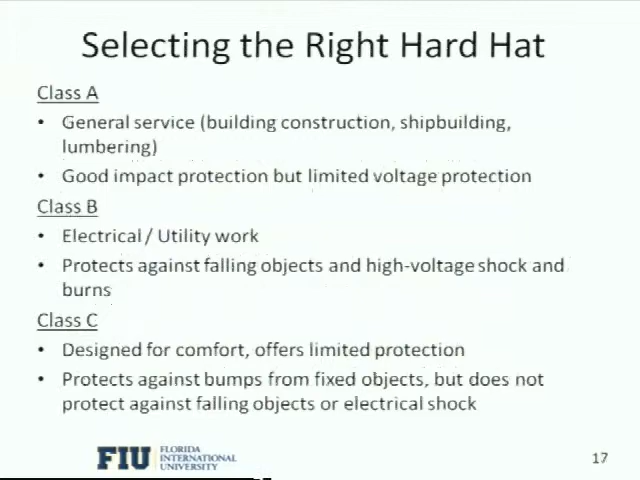 Selecting the Right Hard Hat
Class A
• General service (building construction, shipbuilding,
lumbering)
• Good impact protection but limited voltage protection
Class B
• Electrical / Utility work
• Protects against falling objects and high-voltage shock and
burns
Class C
• Designed for comfort, offers limited protection
• Protects against bumps from fixed objects, but does not
protect against falling objects or electrical shock
FIU
FLORIDA
INTERNATIONAL
UNIVERSITY
17